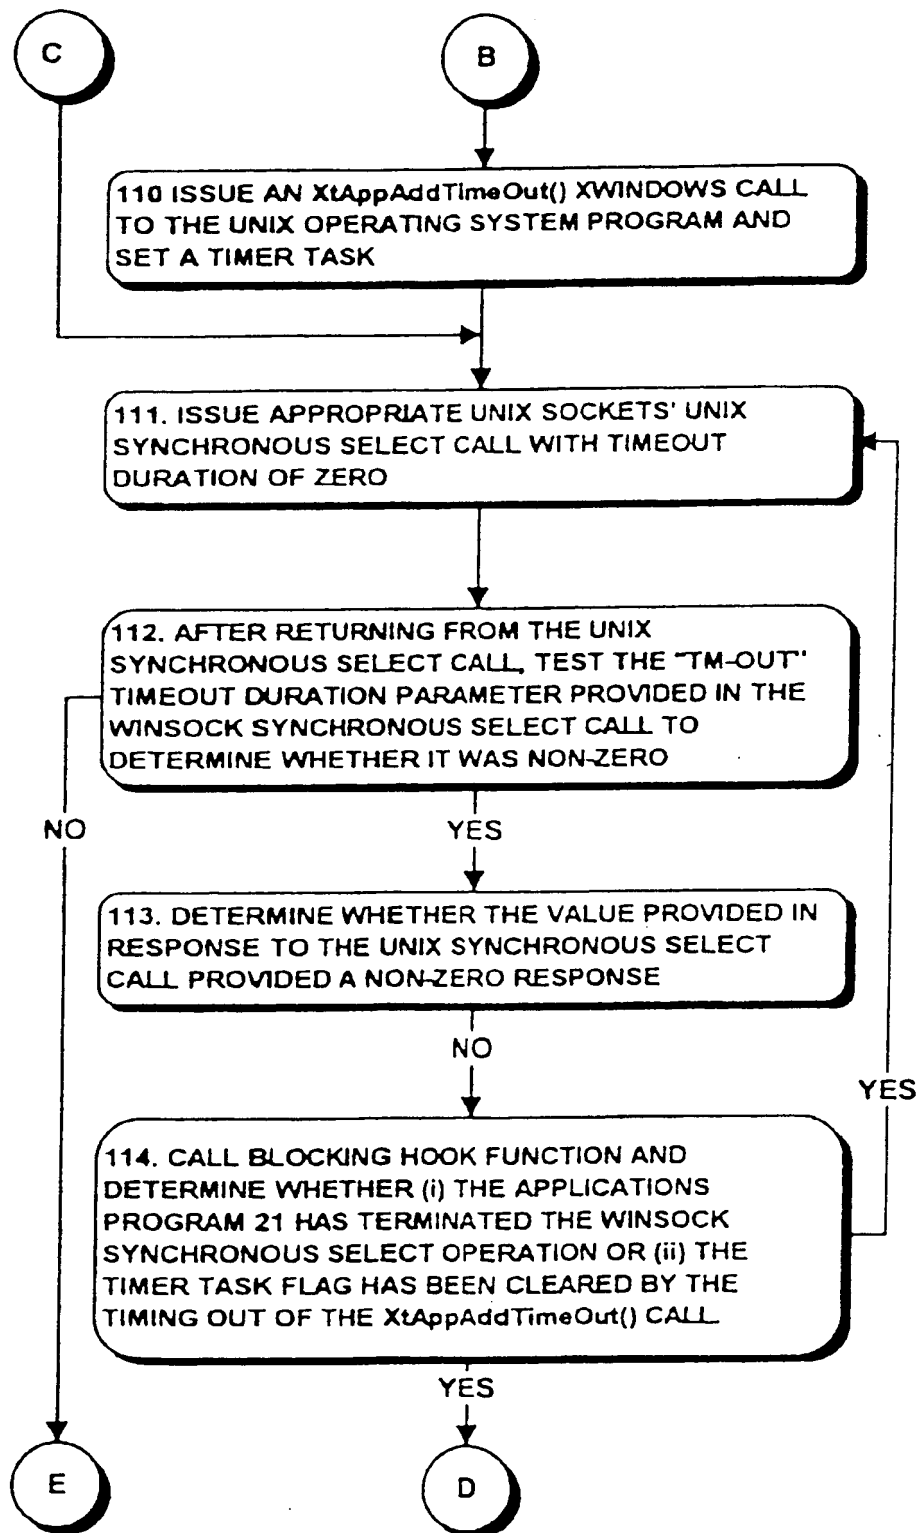 C
B
110 ISSUE AN XtAppAddTimeOut() XWINDOWS CALL
TO THE UNIX OPERATING SYSTEM PROGRAM AND
SET A TIMER TASK
111. ISSUE APPROPRIATE UNIX SOCKETS' UNIX
SYNCHRONOUS SELECT CALL WITH TIMEOUT
DURATION OF ZERO
112. AFTER RETURNING FROM THE UNIX
SYNCHRONOUS SELECT CALL, TEST THE "TM-OUT"
TIMEOUT DURATION PARAMETER PROVIDED IN THE
WINSOCK SYNCHRONOUS SELECT CALL TO
DETERMINE WHETHER IT WAS NON-ZERO
NO
YES
113. DETERMINE WHETHER THE VALUE PROVIDED IN
RESPONSE TO THE UNIX SYNCHRONOUS SELECT
CALL PROVIDED A NON-ZERO RESPONSE
NO
YES
114. CALL BLOCKING HOOK FUNCTION AND
DETERMINE WHETHER (i) THE APPLICATIONS
PROGRAM 21 HAS TERMINATED THE WINSOCK
SYNCHRONOUS SELECT OPERATION OR (ii) THE
TIMER TASK FLAG HAS BEEN CLEARED BY THE
TIMING OUT OF THE XtAppAddTimeOut() CALL
YES
E
D